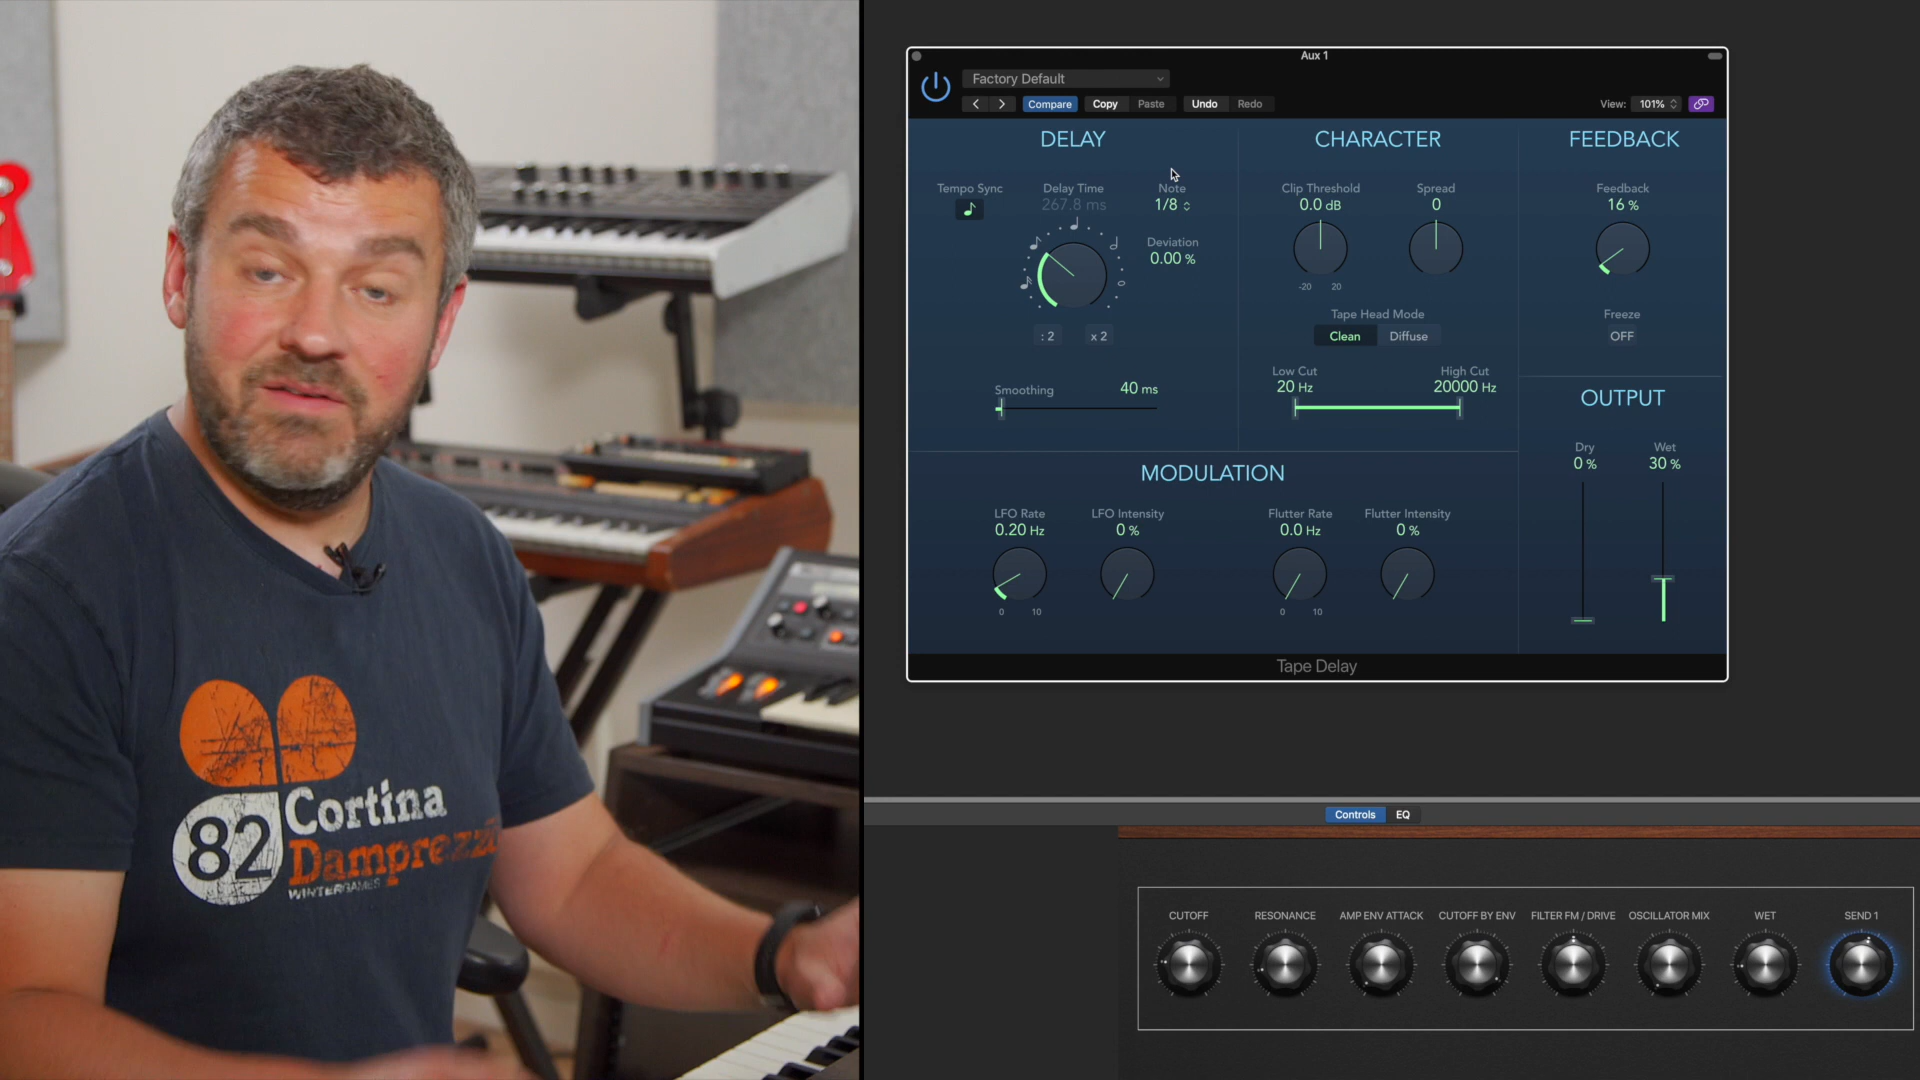 Aux 1
Factory Default
Compare Copy Paste Undo Redo View: 101%
DELAY CHARACTER FEEDBACK
Tempo Sync Delay Time Note Clip Threshold Spread Feedback
267.8 ms 1/8 0.0 dB 0 16 %
Deviation
0.00 %
-20 20
Tape Head Mode Freeze
: 2 x 2 Clean Diffuse OFF
Low Cut High Cut
20 Hz 20000 Hz
Smoothing 40 ms
OUTPUT
Dry Wet
0 % 30 %
MODULATION
LFO Rate LFO Intensity Flutter Rate Flutter Intensity
0.20 Hz 0 % 0.0 Hz 0 %
0 10 0 10
Tape Delay
Controls EQ
CUTOFF RESONANCE AMP ENV ATTACK CUTOFF BY ENV FILTER FM / DRIVE OSCILLATOR MIX WET SEND 1
82 Cortina
Damprezzo
WINTERGAMES